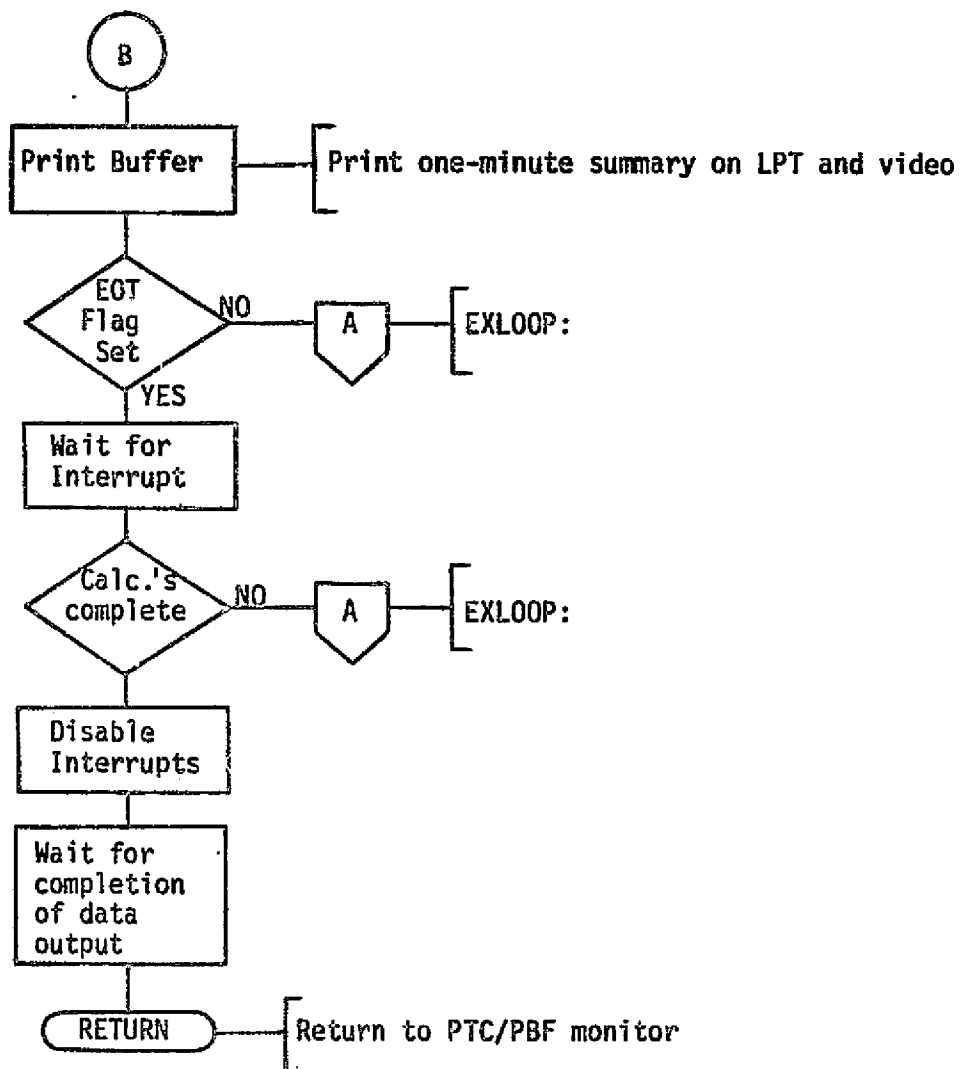 B
Print Buffer
Print one-minute summary on LPT and video
EOT
Flag
Set
NO
A
EXLOOP:
YES
Wait for
Interrupt
Calc.'s
complete
NO
A
EXLOOP:
Disable
Interrupts
Wait for
completion
of data
output
RETURN
Return to PTC/PBF monitor